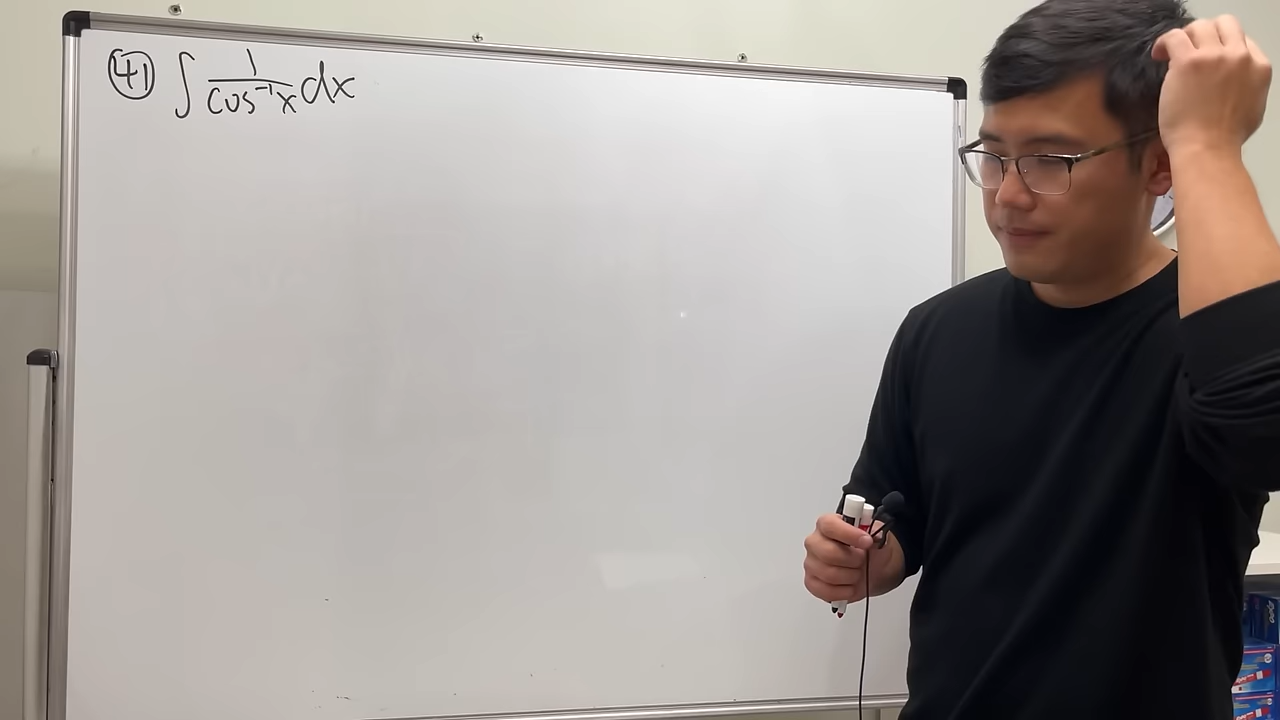 ㊶ ∫ 1/(cos⁻¹x) dx